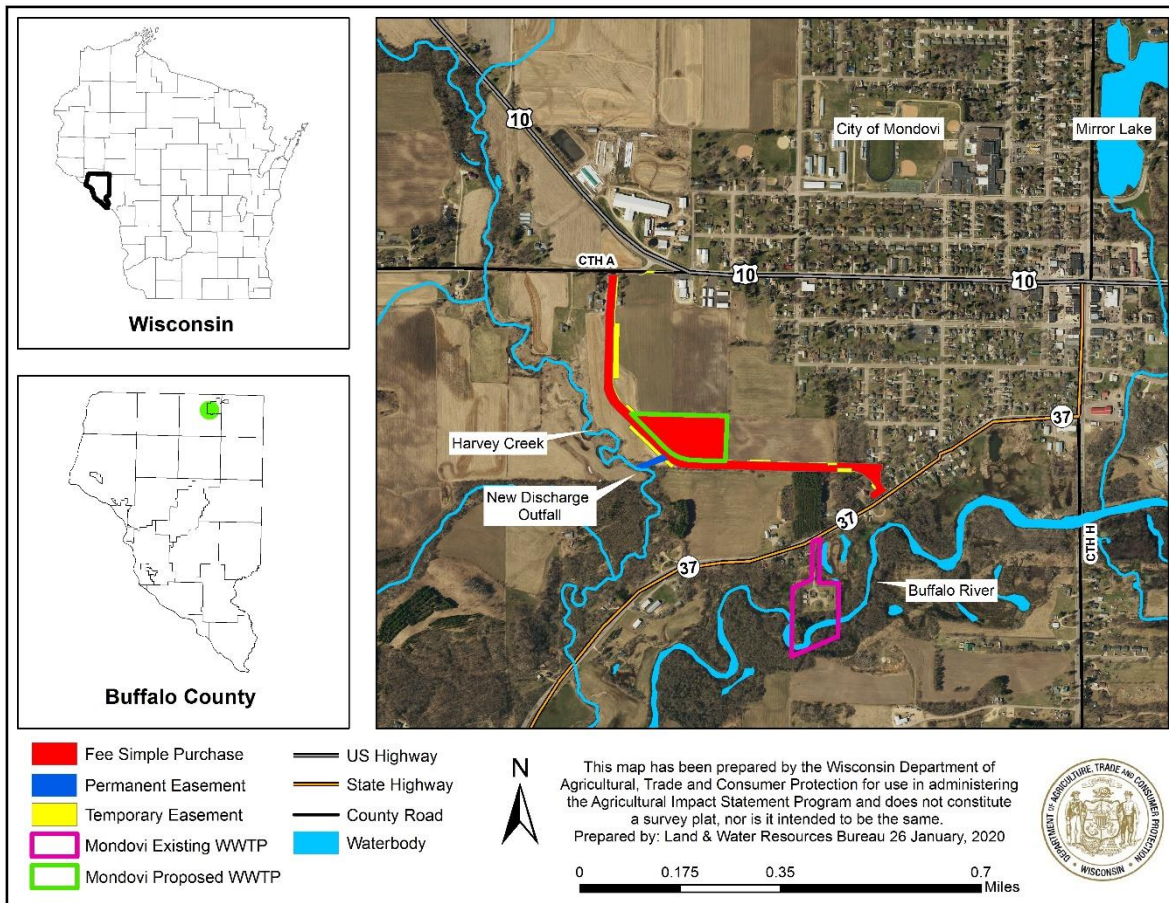 Wisconsin
Buffalo County
10
City of Mondovi
Mirror Lake
CTH A
10
10
37
Harvey Creek
New Discharge
Outfall
37
37
CTH H
Buffalo River
Fee Simple Purchase
Permanent Easement
Temporary Easement
Mondovi Existing WWTP
Mondovi Proposed WWTP
US Highway
State Highway
County Road
Waterbody
N
This map has been prepared by the Wisconsin Department of
Agricultural, Trade and Consumer Protection for use in administering
the Agricultural Impact Statement Program and does not constitute
a survey plat, nor is it intended to be the same.
Prepared by: Land & Water Resources Bureau 26 January, 2020
0 0.175 0.35 0.7
Miles
DEPARTMENT OF AGRICULTURE, TRADE AND CONSUMER PROTECTION
WISCONSIN